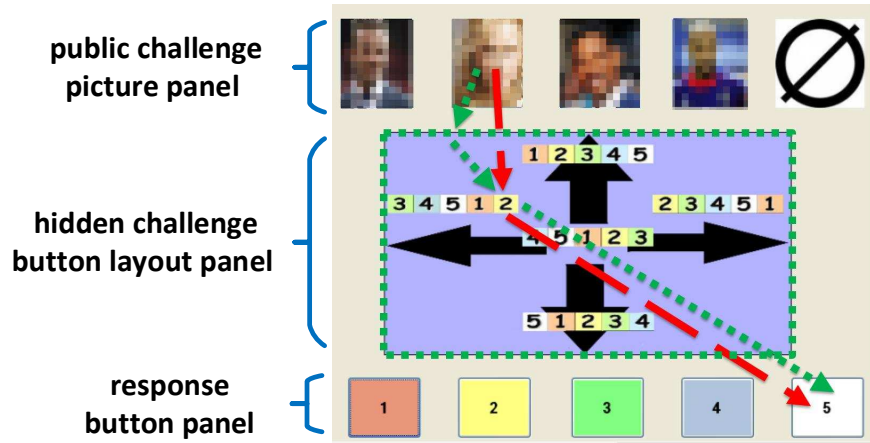 public challenge
picture panel
1 2 3 4 5
3 4 5 1 2
2 3 4 5 1
hidden challenge
button layout panel
4 5 1 2 3
5 1 2 3 4
response
button panel
1
2
3
4
5